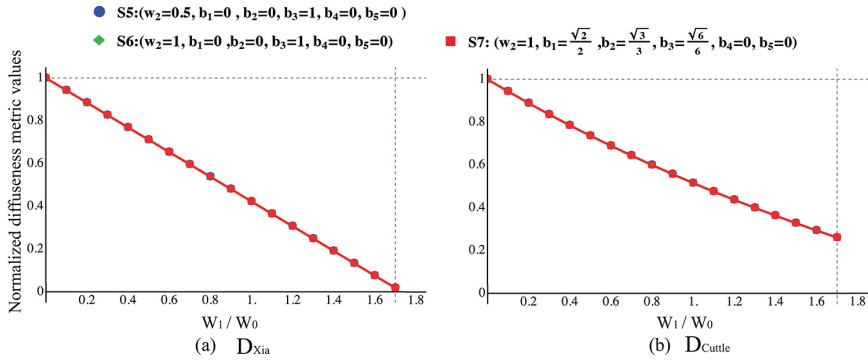 S5:(w₂=0.5, b₁=0 , b₂=0, b₃=1, b₄=0, b₅=0 )
S6:(w₂=1, b₁=0 ,b₂=0, b₃=1, b₄=0, b₅=0)
S7: (w₂=1, b₁=√2/2 ,b₂=√3/3, b₃=√6/6, b₄=0, b₅=0)
Normalized diffuseness metric values
1
0.8
0.6
0.4
0.2
0
0.2 0.4 0.6 0.8 1. 1.2 1.4 1.6 1.8
W₁ / W₀
(a) D_Xia
1
0.8
0.6
0.4
0.2
0
0.2 0.4 0.6 0.8 1. 1.2 1.4 1.6 1.8
W₁ / W₀
(b) D_Cuttle